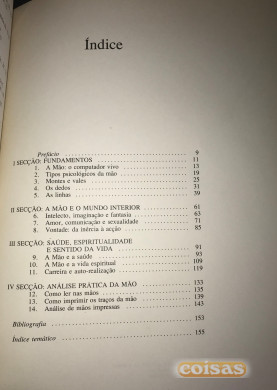 Índice
Prefácio 9
I SECÇÃO: FUNDAMENTOS 11
1. A Mão: o computador vivo 13
2. Tipos psicológicos da mão 19
3. Montes e vales 25
4. Os dedos 31
5. As linhas 39
II SECÇÃO: A MÃO E O MUNDO INTERIOR 61
6. Intelecto, imaginação e fantasia 63
7. Amor, comunicação e sexualidade 71
8. Vontade: da inércia à acção 85
III SECÇÃO: SAÚDE, ESPIRITUALIDADE
E SENTIDO DA VIDA 91
9. A Mão e a saúde 93
10. A Mão e a vida espiritual 109
11. Carreira e auto-realização 119
IV SECÇÃO: ANÁLISE PRÁTICA DA MÃO 133
12. Como ler nas mãos 135
13. Como imprimir os traços da mão 139
14. Análise de mãos impressas 143
Bibliografia 153
Índice temático 155
coisas